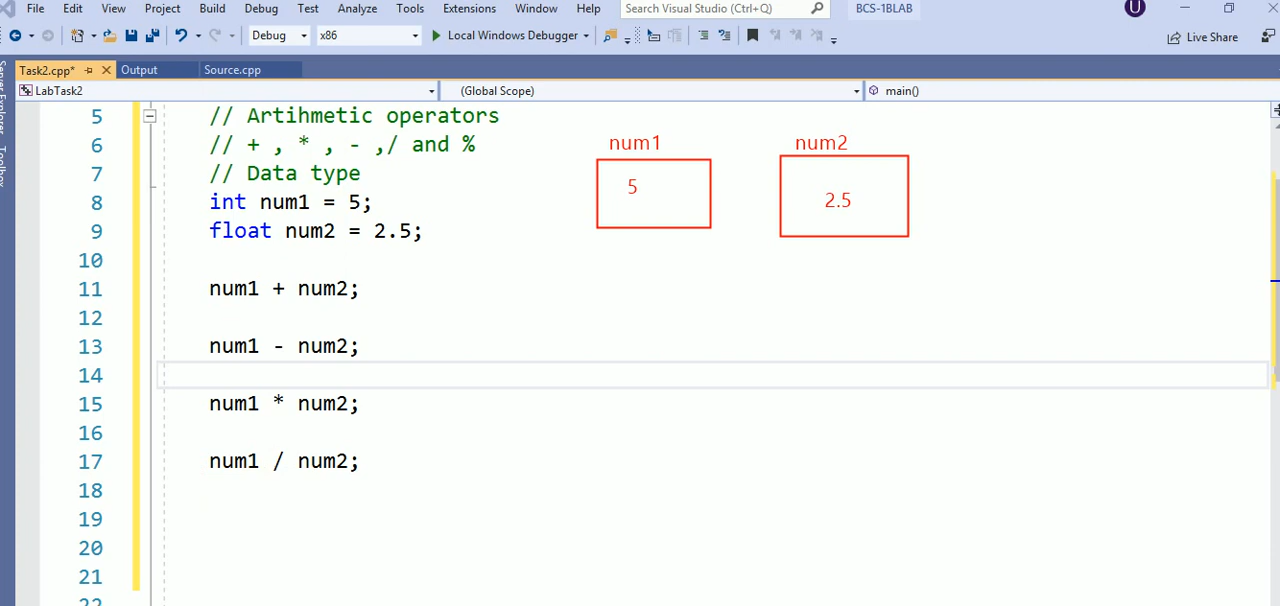 File Edit View Project Build Debug Test Analyze Tools Extensions Window Help Search Visual Studio (Ctrl+Q) BCS-1BLAB U
Debug x86 Local Windows Debugger Live Share
Task2.cpp* Output Source.cpp
LabTask2 (Global Scope) main()
Server Explorer
Toolbox
5 // Artihmetic operators
6 // + , * , - ,/ and %
7 // Data type
8 int num1 = 5;
9 float num2 = 2.5;
10
11 num1 + num2;
12
13 num1 - num2;
14
15 num1 * num2;
16
17 num1 / num2;
18
19
20
21
22
num1 num2
5 2.5